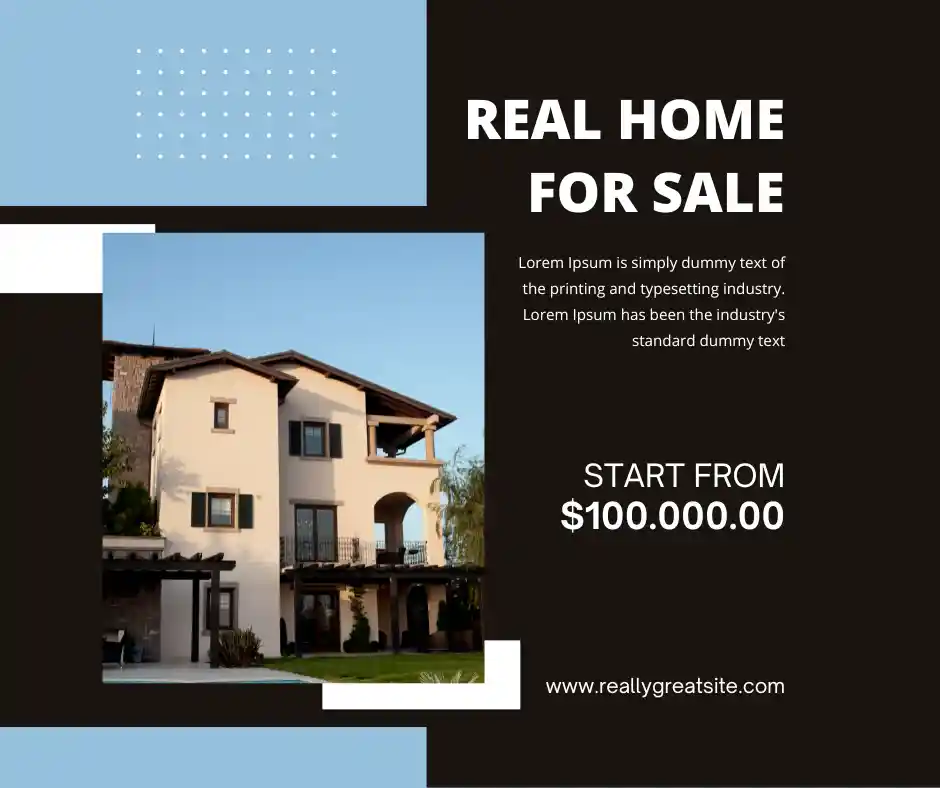 REAL HOME
FOR SALE
Lorem Ipsum is simply dummy text of
the printing and typesetting industry.
Lorem Ipsum has been the industry's
standard dummy text
START FROM
$100.000.00
www.reallygreatsite.com